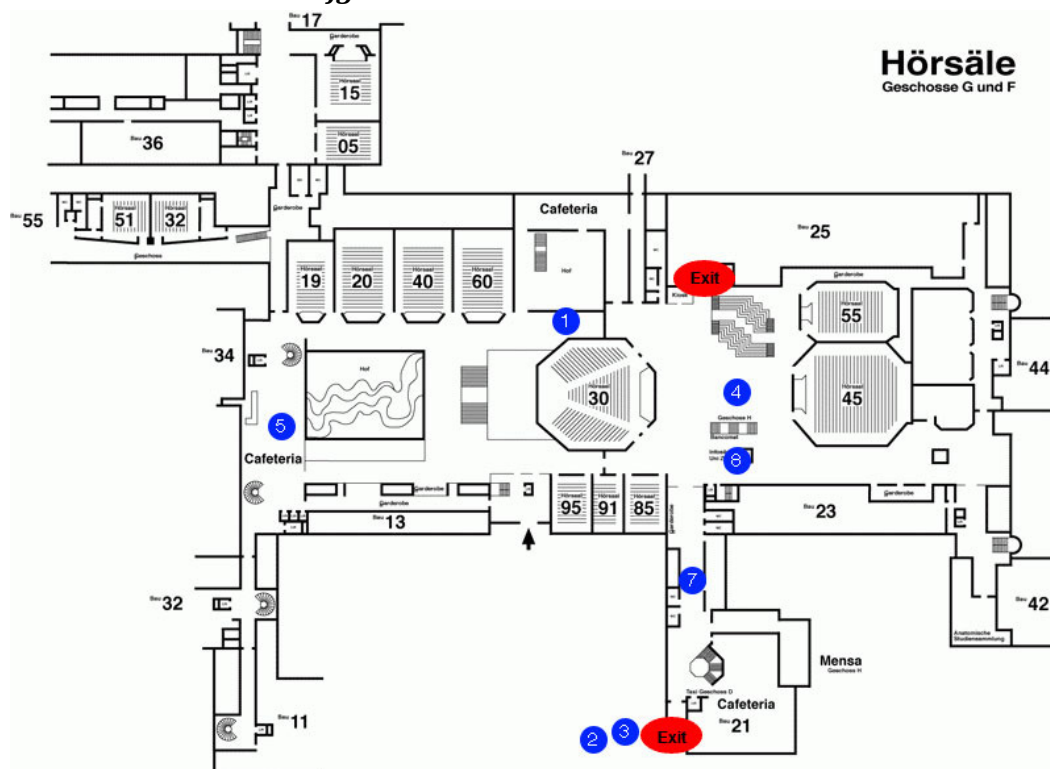 Bau 17
Garderobe
Hörsäle
Geschosse G und F
Hörsaal
15
Hörsaal
05
Bau 36
Bau 27
Bau 55
Hörsaal
51
Hörsaal
32
Garderobe
Geschoss
Cafeteria
Bau 25
Hof
Garderobe
Exit
Kiosk
Hörsaal
19
Hörsaal
20
Hörsaal
40
Hörsaal
60
Hörsaal
55
1
Bau 34
Hof
Bau 44
Hörsaal
30
4
Hörsaal
45
Geschoss H
Bancomat
5
Cafeteria
8
Garderobe
Garderobe
Garderobe
Bau 13
Hörsaal
95
Hörsaal
91
Hörsaal
85
Garderobe
Bau 23
7
Bau 32
Bau 42
Anatomische
Studiensammlung
Mensa
Geschoss H
Taxi Geschoss D
Cafeteria
Bau 21
Bau 11
2
3
Exit